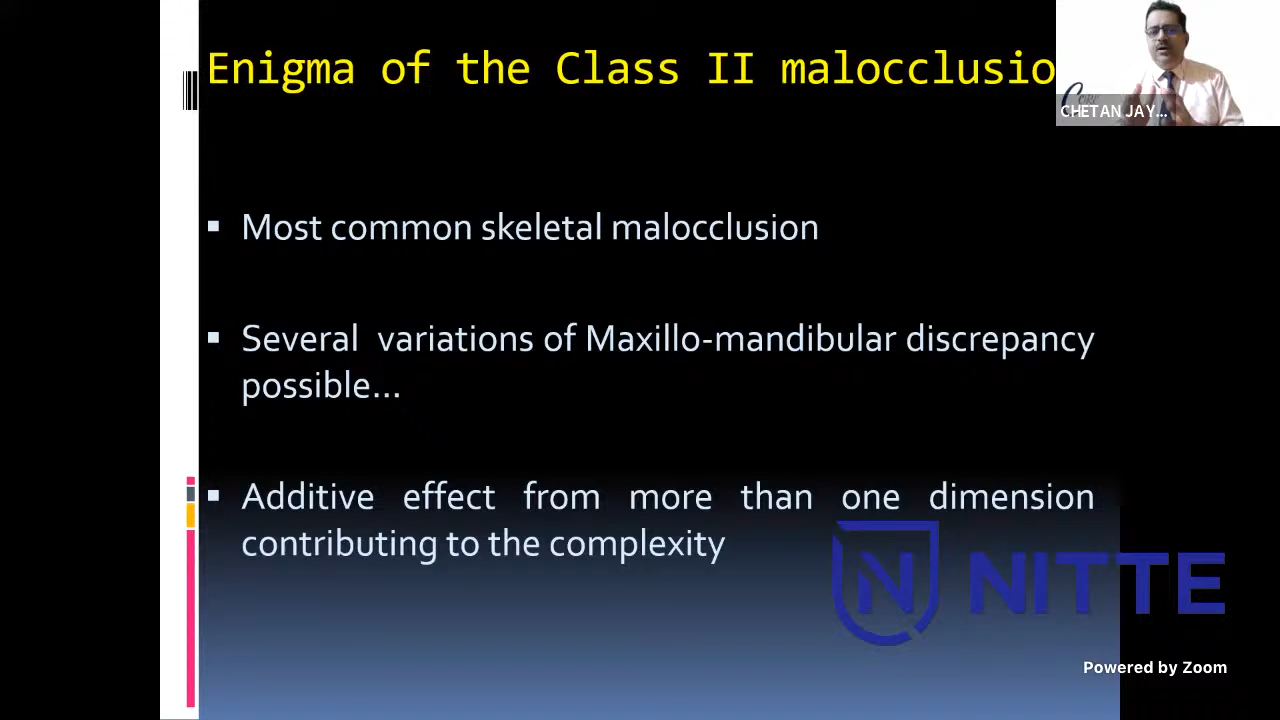 Enigma of the Class II malocclusio
CHETAN JAY...
▪ Most common skeletal malocclusion
▪ Several variations of Maxillo-mandibular discrepancy
possible...
▪ Additive effect from more than one dimension
contributing to the complexity
N NITTE
Powered by Zoom